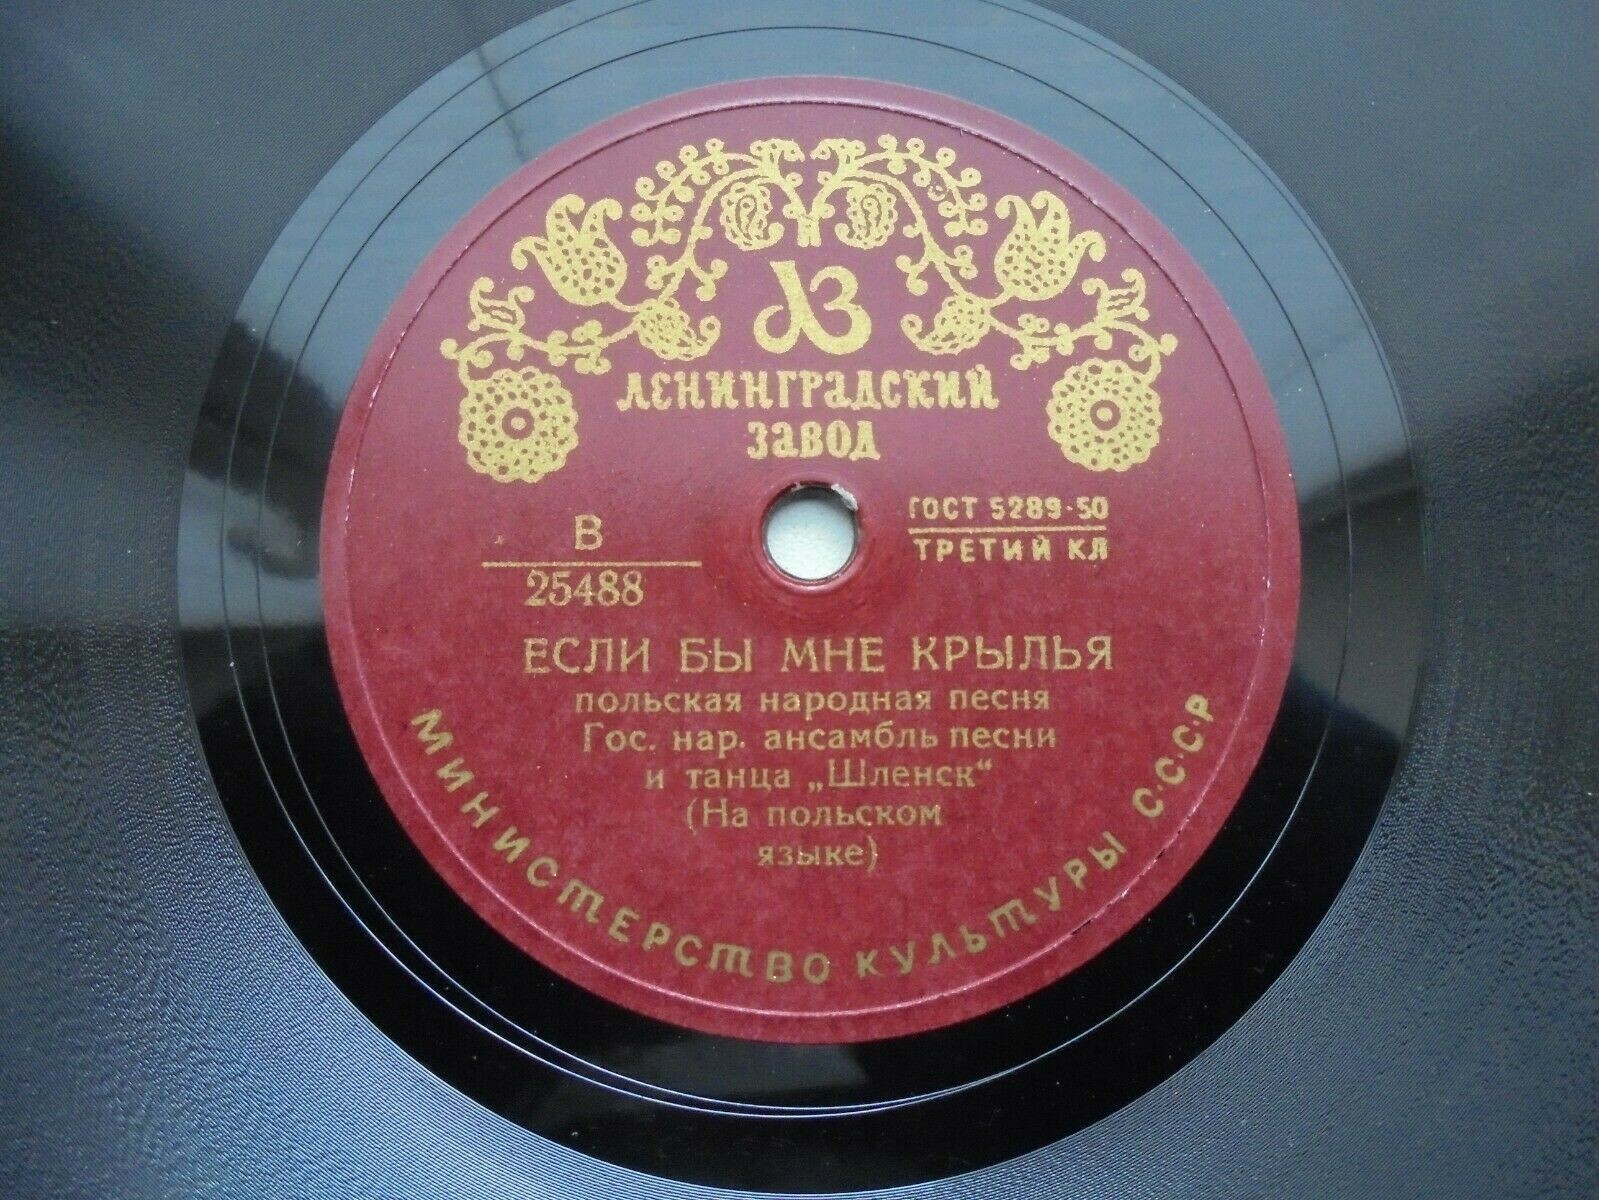 ЛЗ
ЛЕНИНГРАДСКИЙ
ЗАВОД
ГОСТ 5289-50
ТРЕТИЙ КЛ
В
25488
ЕСЛИ БЫ МНЕ КРЫЛЬЯ
польская народная песня
Гос. нар. ансамбль песни
и танца „Шленск“
(На польском
языке)
МИНИСТЕРСТВО КУЛЬТУРЫ С·С·С·Р